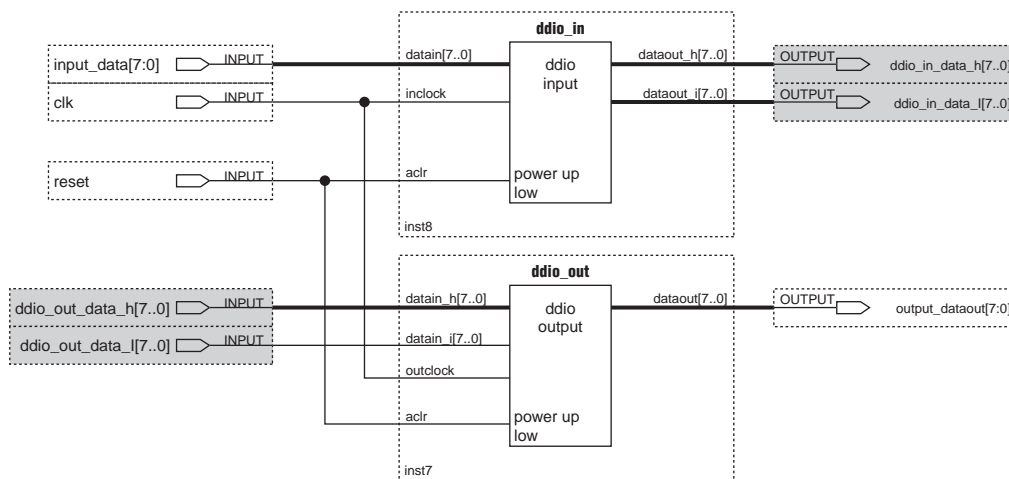 ddio_in
input_data[7:0] INPUT datain[7..0] ddio input dataout_h[7..0] OUTPUT ddio_in_data_h[7..0]
clk INPUT inclock dataout_i[7..0] OUTPUT ddio_in_data_l[7..0]
reset INPUT aclr power up low
inst8
ddio_out
ddio_out_data_h[7..0] INPUT datain_h[7..0] ddio output dataout[7..0] OUTPUT output_dataout[7:0]
ddio_out_data_l[7..0] INPUT datain_i[7..0]
outclock
aclr power up low
inst7